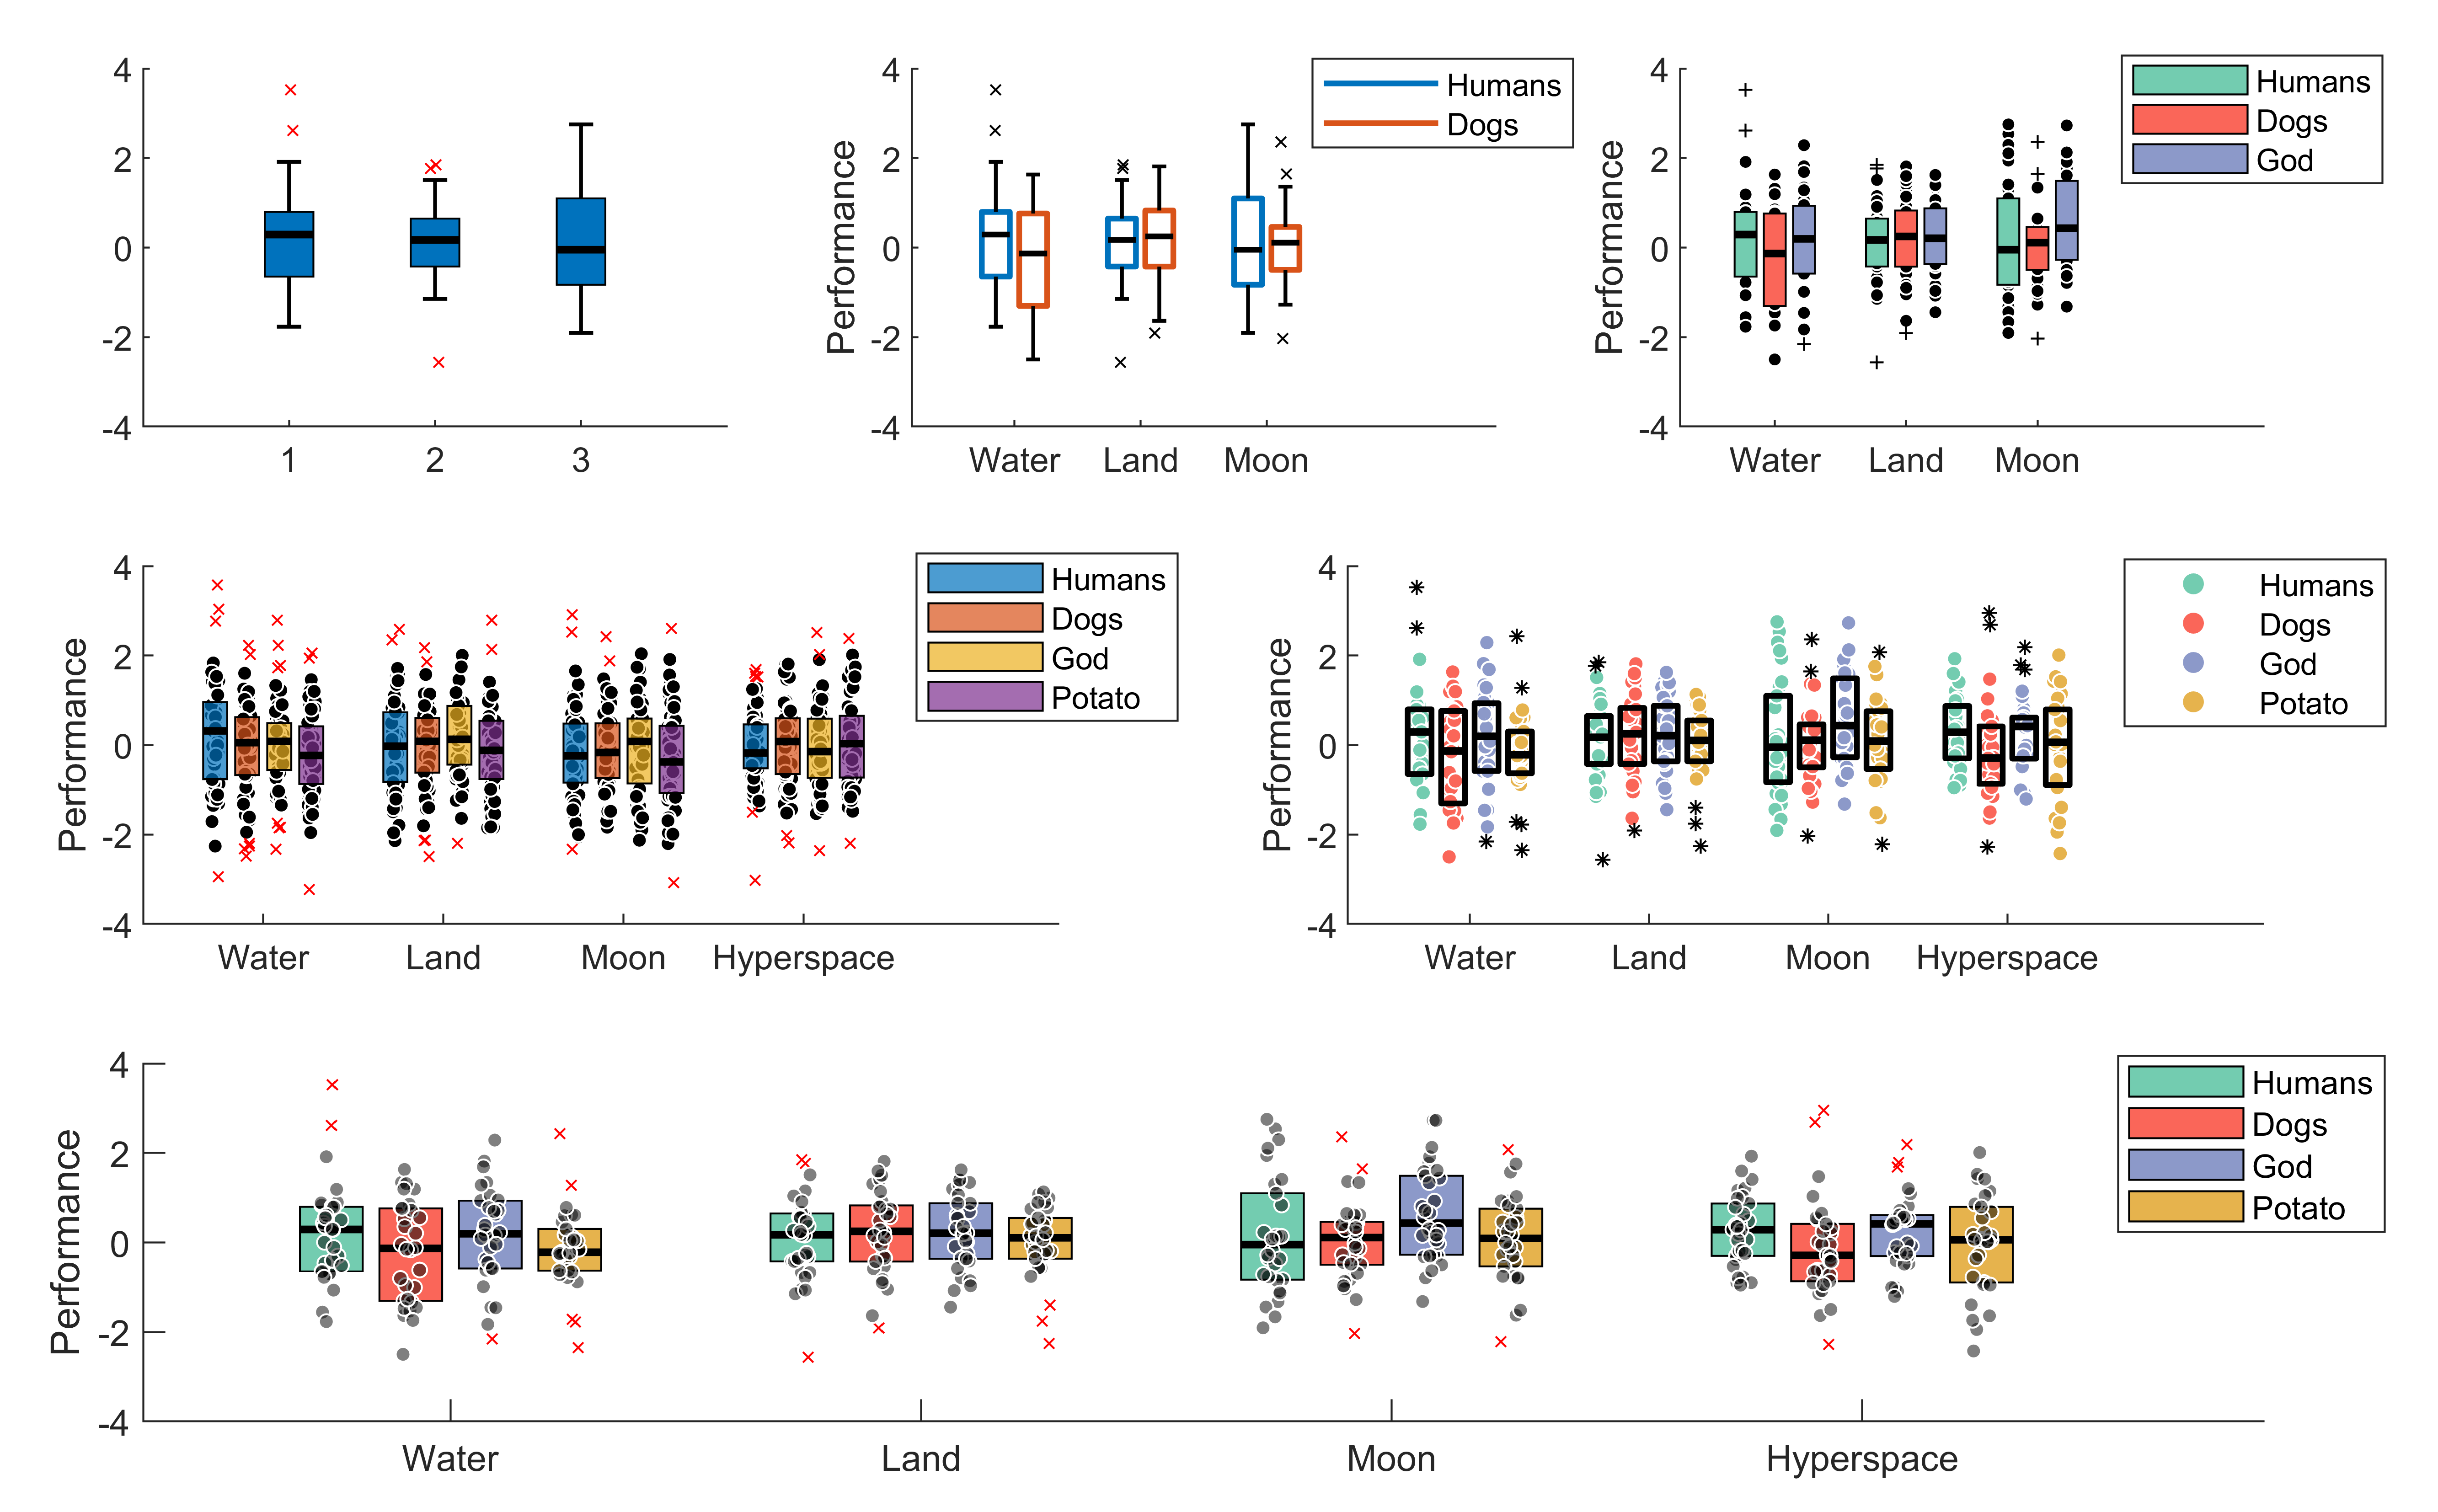 4
2
0
-2
-4
1 2 3
Performance
4
2
0
-2
-4
Water Land Moon
Humans
Dogs
Performance
4
2
0
-2
-4
Water Land Moon
Humans
Dogs
God
Performance
4
2
0
-2
-4
Water Land Moon Hyperspace
Humans
Dogs
God
Potato
Performance
4
2
0
-2
-4
Water Land Moon Hyperspace
Humans
Dogs
God
Potato
Performance
4
2
0
-2
-4
Water Land Moon Hyperspace
Humans
Dogs
God
Potato